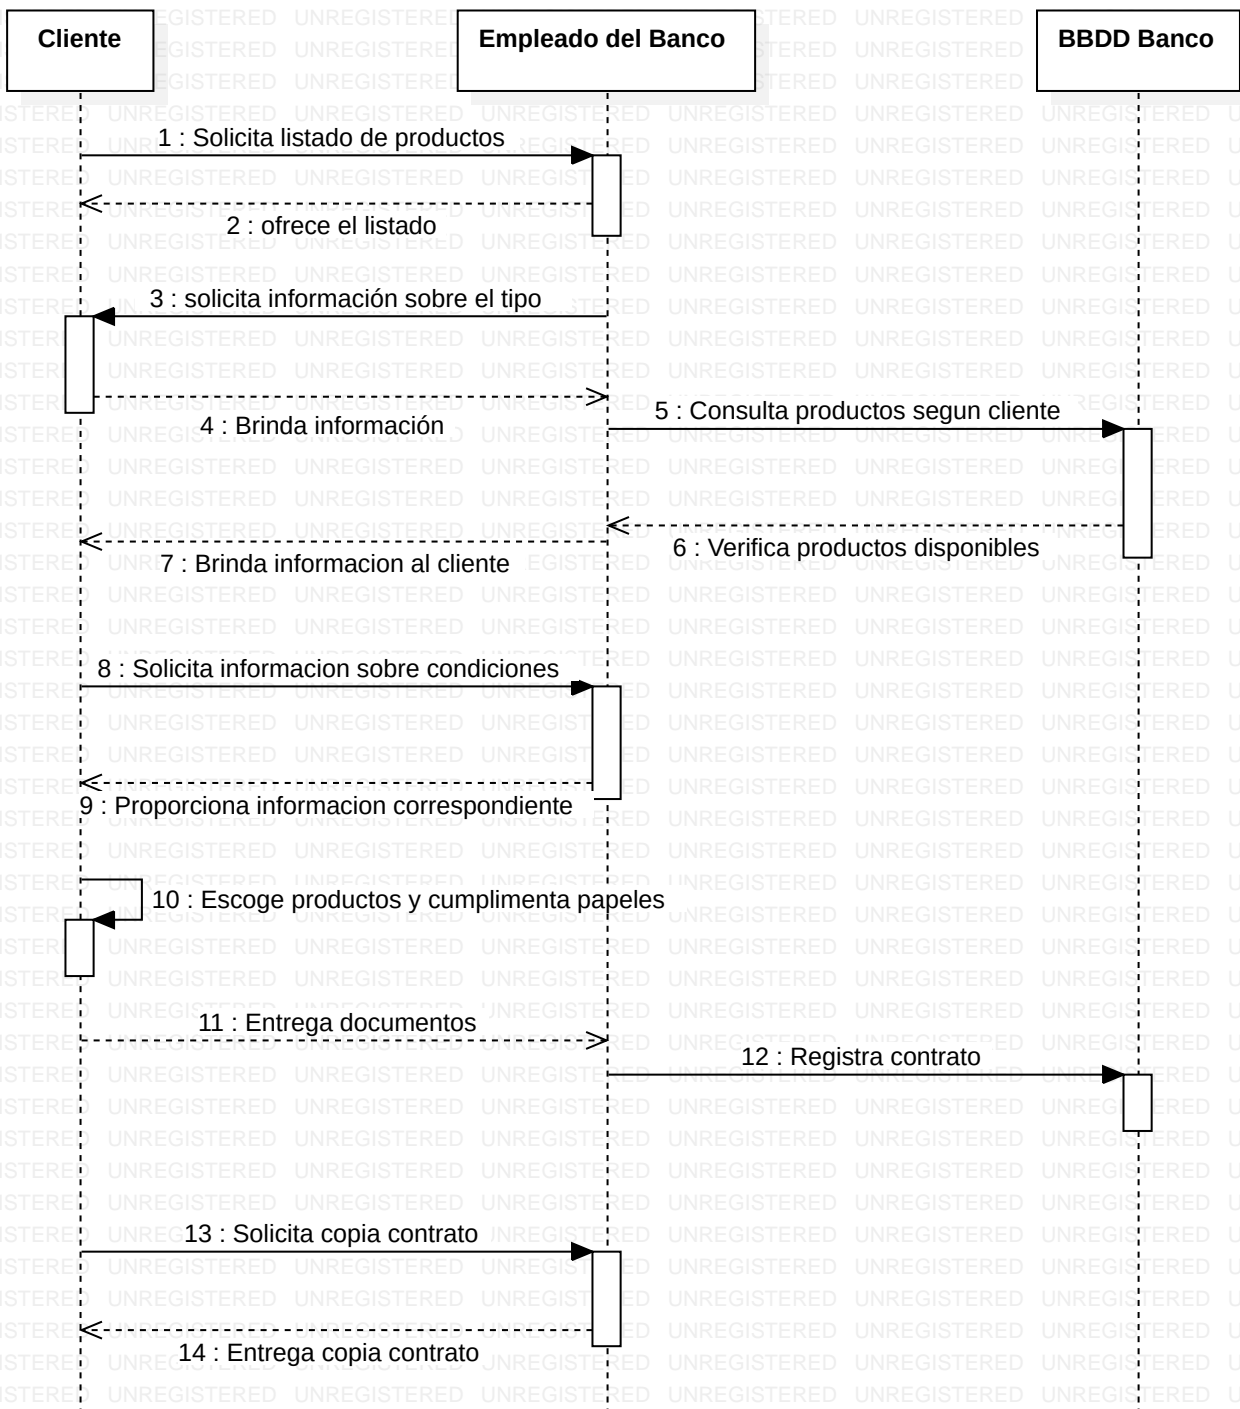 Cliente
Empleado del Banco
BBDD Banco
1 : Solicita listado de productos
2 : ofrece el listado
3 : solicita información sobre el tipo
4 : Brinda información
5 : Consulta productos segun cliente
6 : Verifica productos disponibles
7 : Brinda informacion al cliente
8 : Solicita informacion sobre condiciones
9 : Proporciona informacion correspondiente
10 : Escoge productos y cumplimenta papeles
11 : Entrega documentos
12 : Registra contrato
13 : Solicita copia contrato
14 : Entrega copia contrato
UNREGISTERED